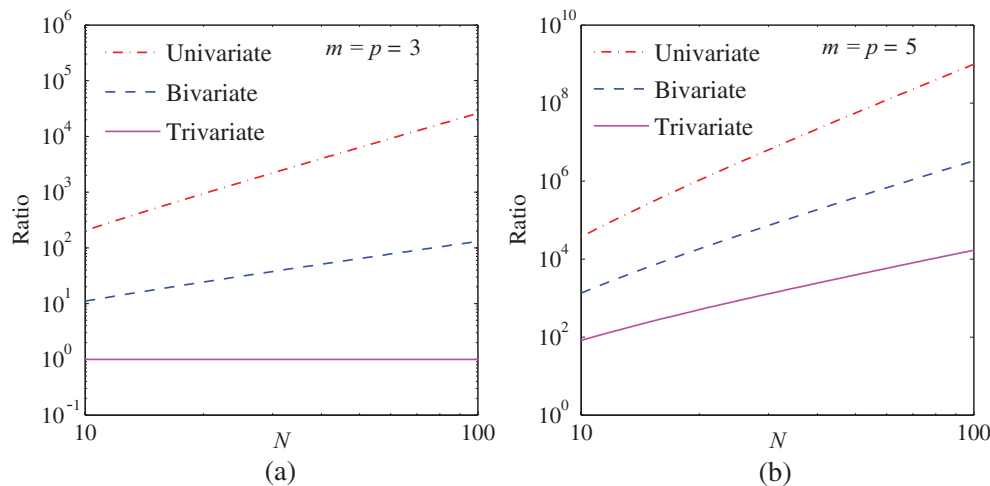 10^6
10^5
10^4
10^3
10^2
10^1
10^0
10^-1
Ratio
Univariate
Bivariate
Trivariate
m = p = 3
10
N
100
(a)
10^10
10^8
10^6
10^4
10^2
10^0
Ratio
Univariate
Bivariate
Trivariate
m = p = 5
10
N
100
(b)